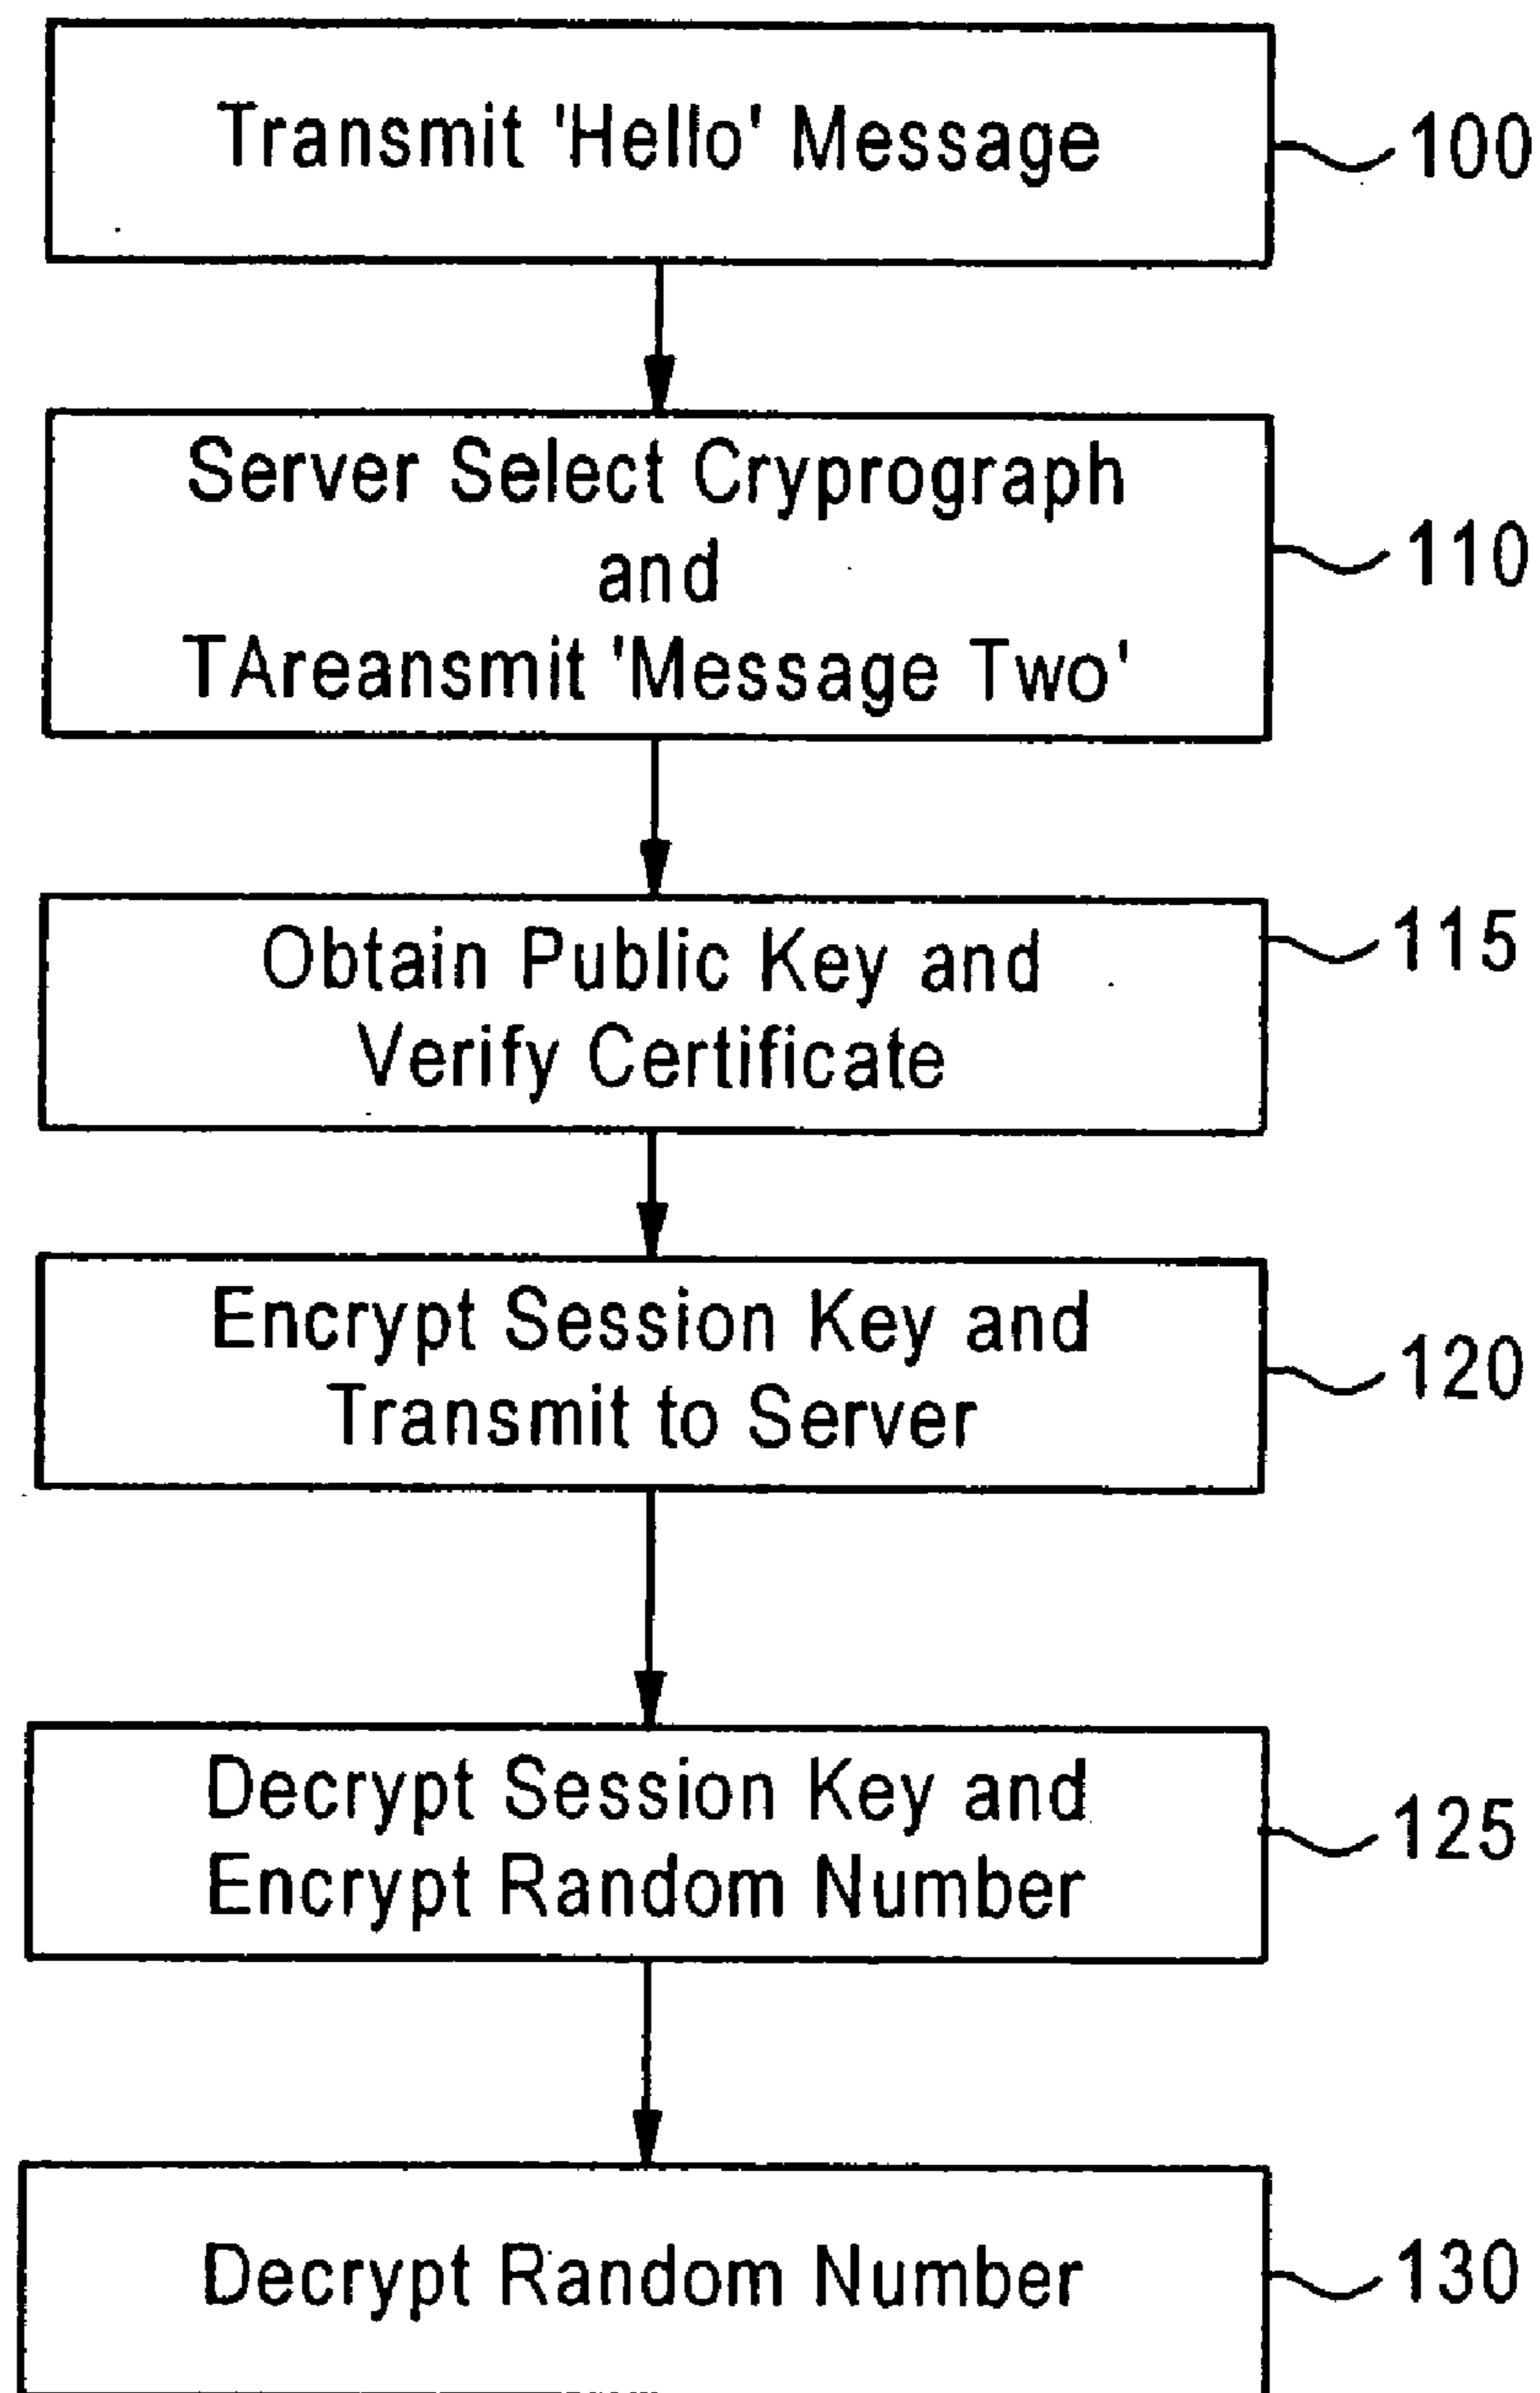 Transmit 'Hello' Message
100
Server Select Cryprograph
and
TAreansmit 'Message Two'
110
Obtain Public Key and
Verify Certificate
115
Encrypt Session Key and
Transmit to Server
120
Decrypt Session Key and
Encrypt Random Number
125
Decrypt Random Number
130